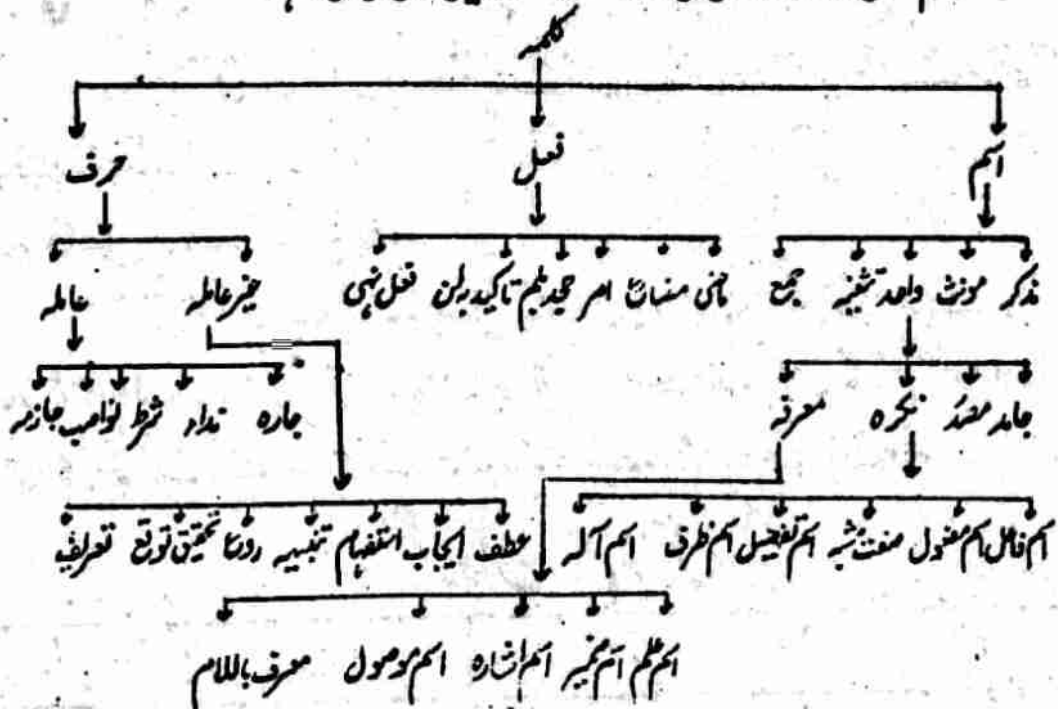 کلمہ
اسم فعل حرف
مذکر مونث واحد تثنیہ جمع ماضی مضارع امر جحد بلم تاکید بلن فعل نہی غیر عاملہ عاملہ
جامد مصدر نکرہ معرفہ جارہ نداء شرط نواصب جازمہ
اسم فاعل اسم مفعول صفت مشبہ اسم تفضیل اسم ظرف اسم آلہ عطف ایجاب استفہام تنبیہ ردع تحقیق توقع تعریف
اسم علم اسم ضمیر اسم اشارہ اسم موصول معرف باللام